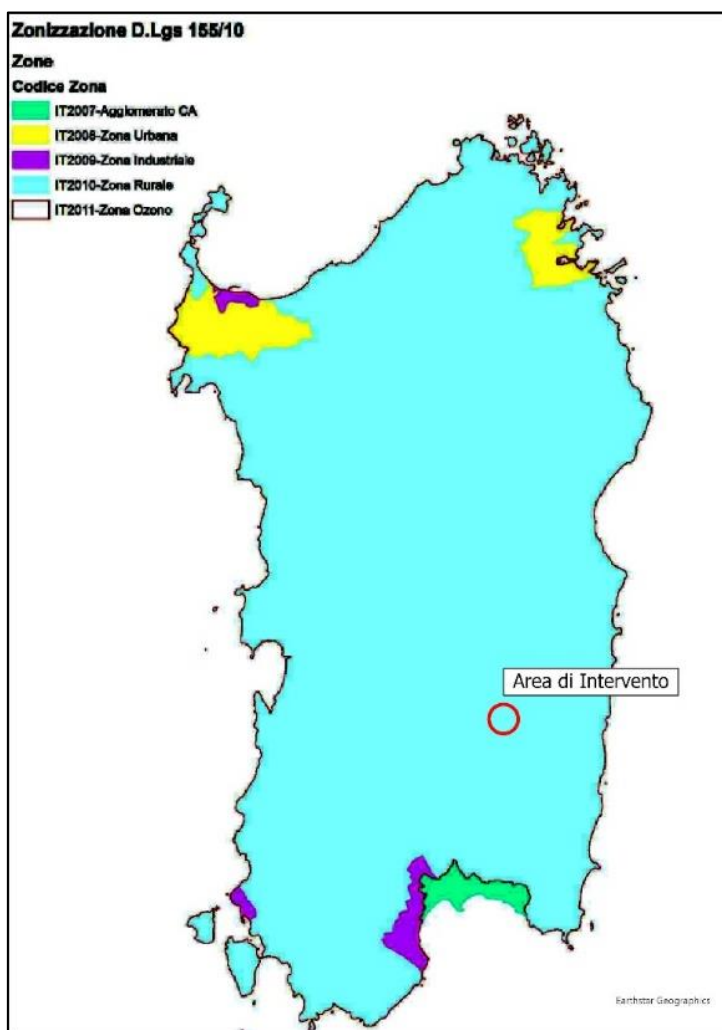 Zonizzazione D.Lgs 155/10
Zone
Codice Zona
IT2007-Agglomerato CA
IT2008-Zona Urbana
IT2009-Zona Industriale
IT2010-Zona Rurale
IT2011-Zona Ozono
Area di Intervento
Earthstar Geographics